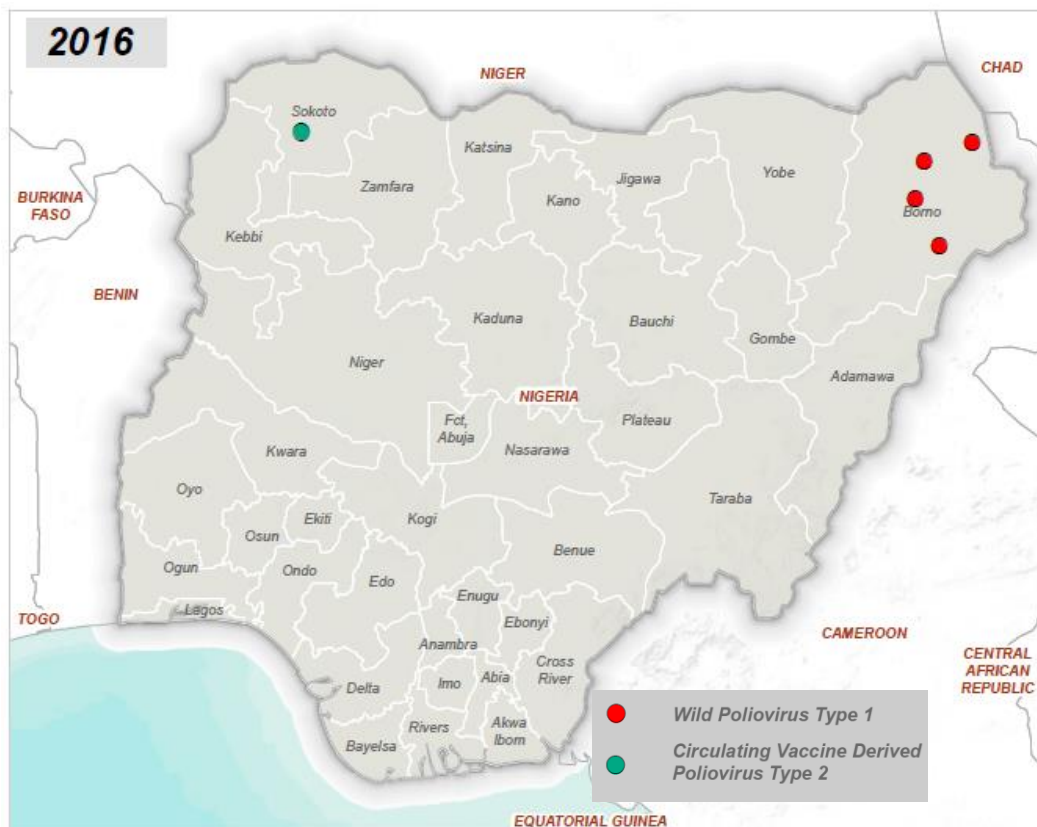 2016
NIGER
CHAD
Sokoto
Katsina
Yobe
Jigawa
Zamfara
Kano
BURKINA
FASO
Borno
Kebbi
BENIN
Kaduna
Bauchi
Gombe
Niger
Adamawa
NIGERIA
Fct,
Abuja
Plateau
Nasarawa
Kwara
Oyo
Taraba
Ekiti
Kogi
Osun
Benue
Ogun
Ondo
Edo
Enugu
Lagos
TOGO
Ebonyi
CAMEROON
Anambra
CENTRAL
AFRICAN
REPUBLIC
Cross
River
Abia
Imo
Delta
Rivers
Akwa
Ibom
Bayelsa
Wild Poliovirus Type 1
Circulating Vaccine Derived
Poliovirus Type 2
EQUATORIAL GUINEA